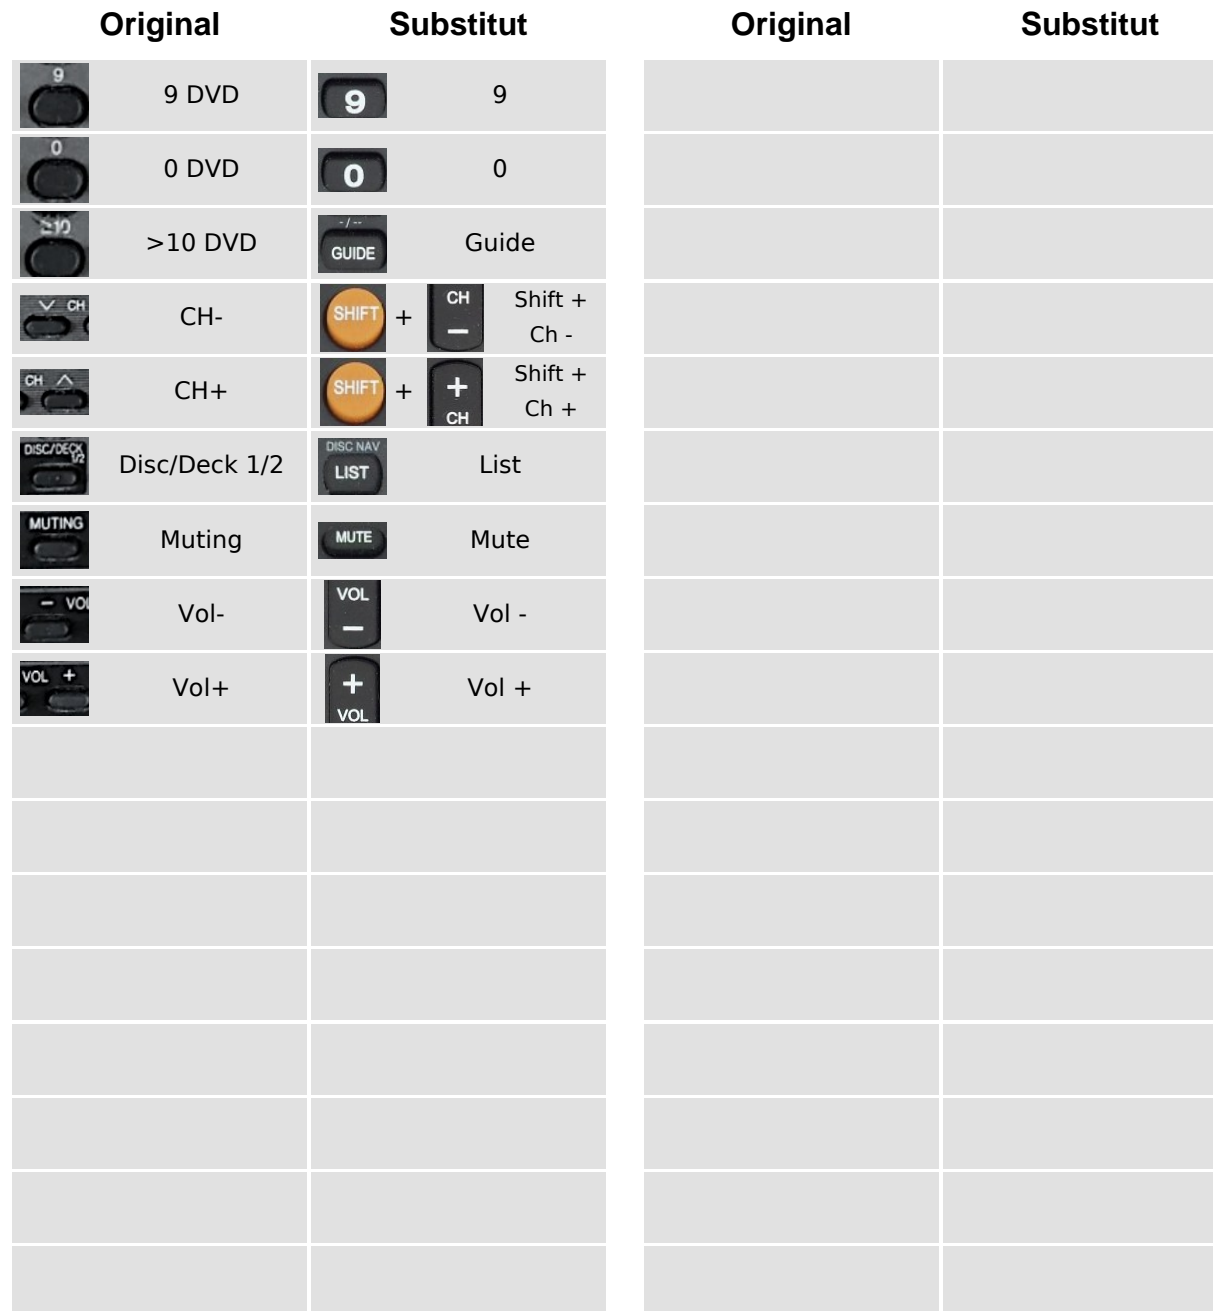 Original Substitut Original Substitut
9 9 DVD 9 9
0 0 DVD 0 0
≥10 >10 DVD -/-- GUIDE Guide
CH CH- SHIFT + CH − Shift +
Ch -
CH CH+ SHIFT + + CH Shift +
Ch +
DISC/DECK 1/2 Disc/Deck 1/2 DISC NAV LIST List
MUTING Muting MUTE Mute
− VOL Vol- VOL − Vol -
VOL + Vol+ + VOL Vol +